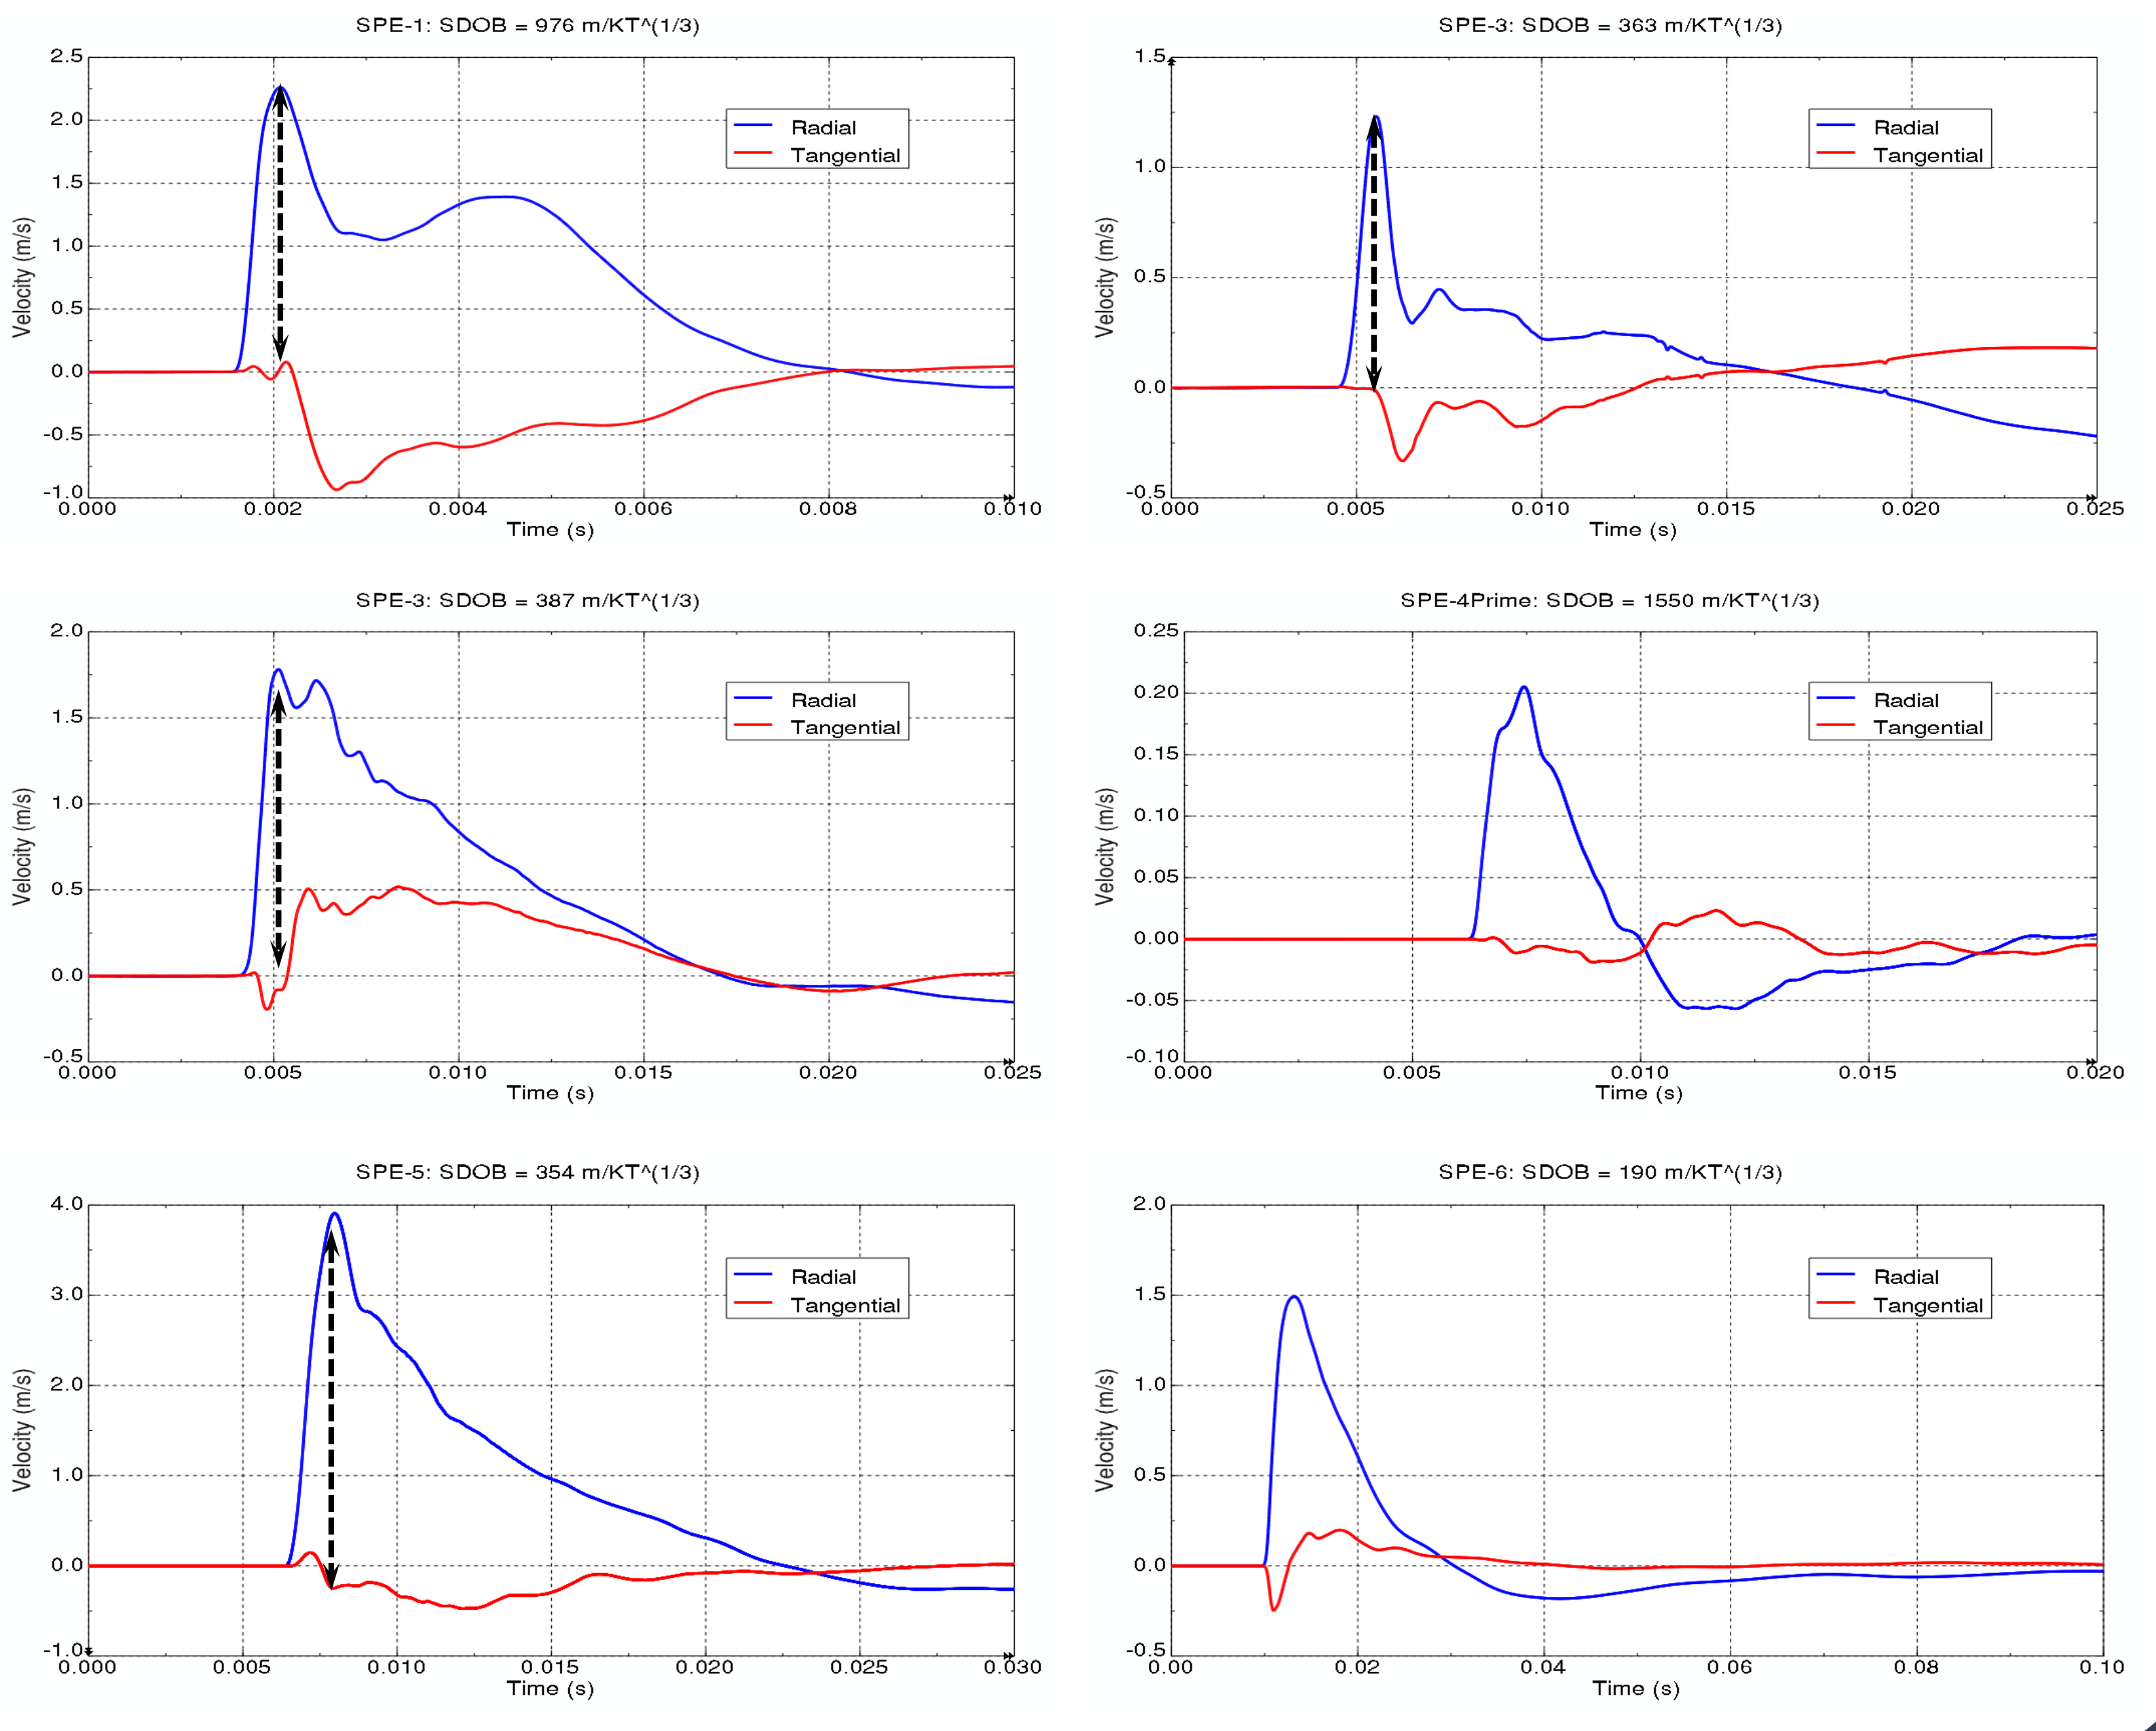 SPE-1: SDOB = 976 m/KT^(1/3)
2.5
2.0
1.5
1.0
0.5
0.0
-0.5
-1.0
Velocity (m/s)
Radial
Tangential
0.000 0.002 0.004 0.006 0.008 0.010
Time (s)
SPE-3: SDOB = 363 m/KT^(1/3)
1.5
1.0
0.5
0.0
-0.5
Velocity (m/s)
Radial
Tangential
0.000 0.005 0.010 0.015 0.020 0.025
Time (s)
SPE-3: SDOB = 387 m/KT^(1/3)
2.0
1.5
1.0
0.5
0.0
-0.5
Velocity (m/s)
Radial
Tangential
0.000 0.005 0.010 0.015 0.020 0.025
Time (s)
SPE-4Prime: SDOB = 1550 m/KT^(1/3)
0.25
0.20
0.15
0.10
0.05
0.00
-0.05
-0.10
Velocity (m/s)
Radial
Tangential
0.000 0.005 0.010 0.015 0.020
Time (s)
SPE-5: SDOB = 354 m/KT^(1/3)
4.0
3.0
2.0
1.0
0.0
-1.0
Velocity (m/s)
Radial
Tangential
0.000 0.005 0.010 0.015 0.020 0.025 0.030
Time (s)
SPE-6: SDOB = 190 m/KT^(1/3)
2.0
1.5
1.0
0.5
0.0
-0.5
Velocity (m/s)
Radial
Tangential
0.00 0.02 0.04 0.06 0.08 0.10
Time (s)